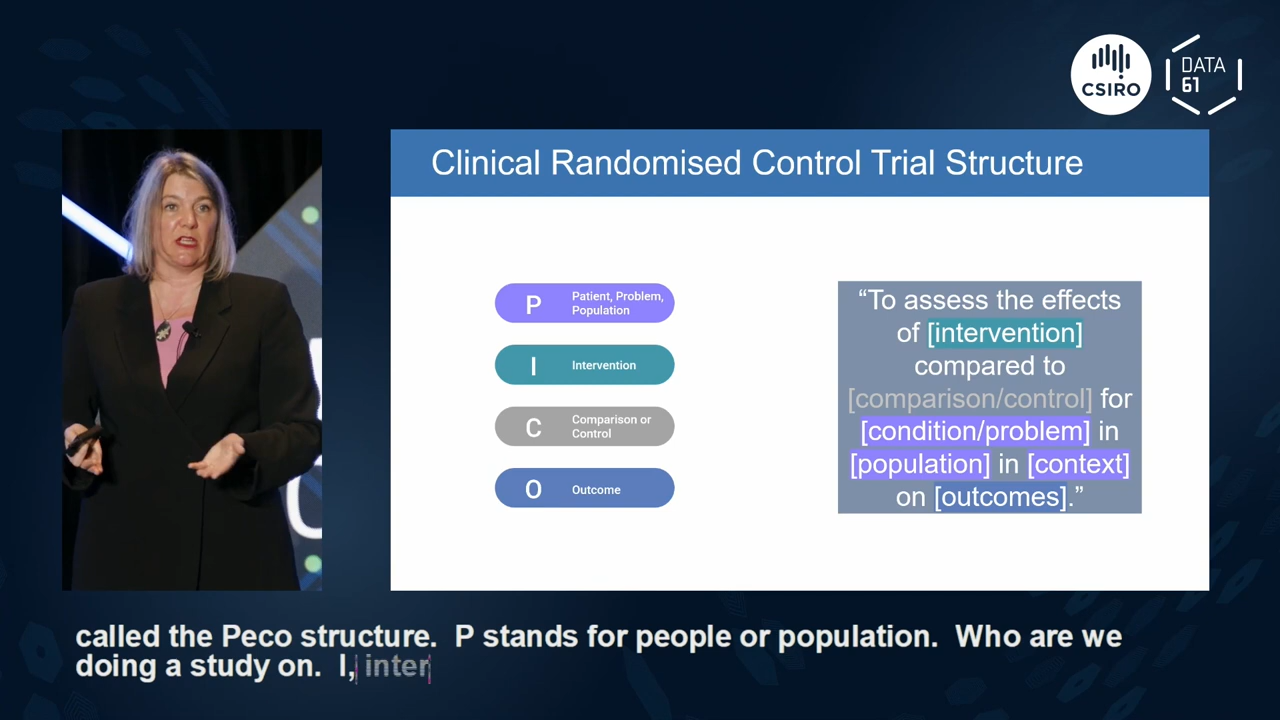 CSIRO
DATA
61
Clinical Randomised Control Trial Structure
P
Patient, Problem,
Population
I
Intervention
C
Comparison or
Control
O
Outcome
“To assess the effects
of [intervention]
compared to
[comparison/control] for
[condition/problem] in
[population] in [context]
on [outcomes].”
called the Peco structure.  P stands for people or population.  Who are we
doing a study on.  I, inter